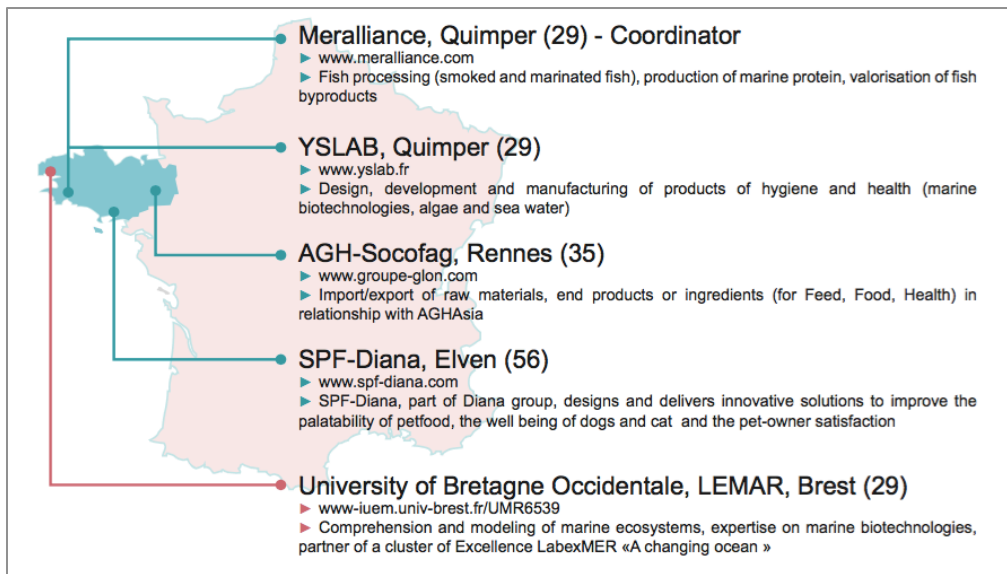 Meralliance, Quimper (29) - Coordinator
► www.meralliance.com
► Fish processing (smoked and marinated fish), production of marine protein, valorisation of fish
byproducts
YSLAB, Quimper (29)
► www.yslab.fr
► Design, development and manufacturing of products of hygiene and health (marine
biotechnologies, algae and sea water)
AGH-Socofag, Rennes (35)
► www.groupe-glon.com
► Import/export of raw materials, end products or ingredients (for Feed, Food, Health) in
relationship with AGHAsia
SPF-Diana, Elven (56)
► www.spf-diana.com
► SPF-Diana, part of Diana group, designs and delivers innovative solutions to improve the
palatability of petfood, the well being of dogs and cat and the pet-owner satisfaction
University of Bretagne Occidentale, LEMAR, Brest (29)
► www-iuem.univ-brest.fr/UMR6539
► Comprehension and modeling of marine ecosystems, expertise on marine biotechnologies,
partner of a cluster of Excellence LabexMER «A changing ocean »